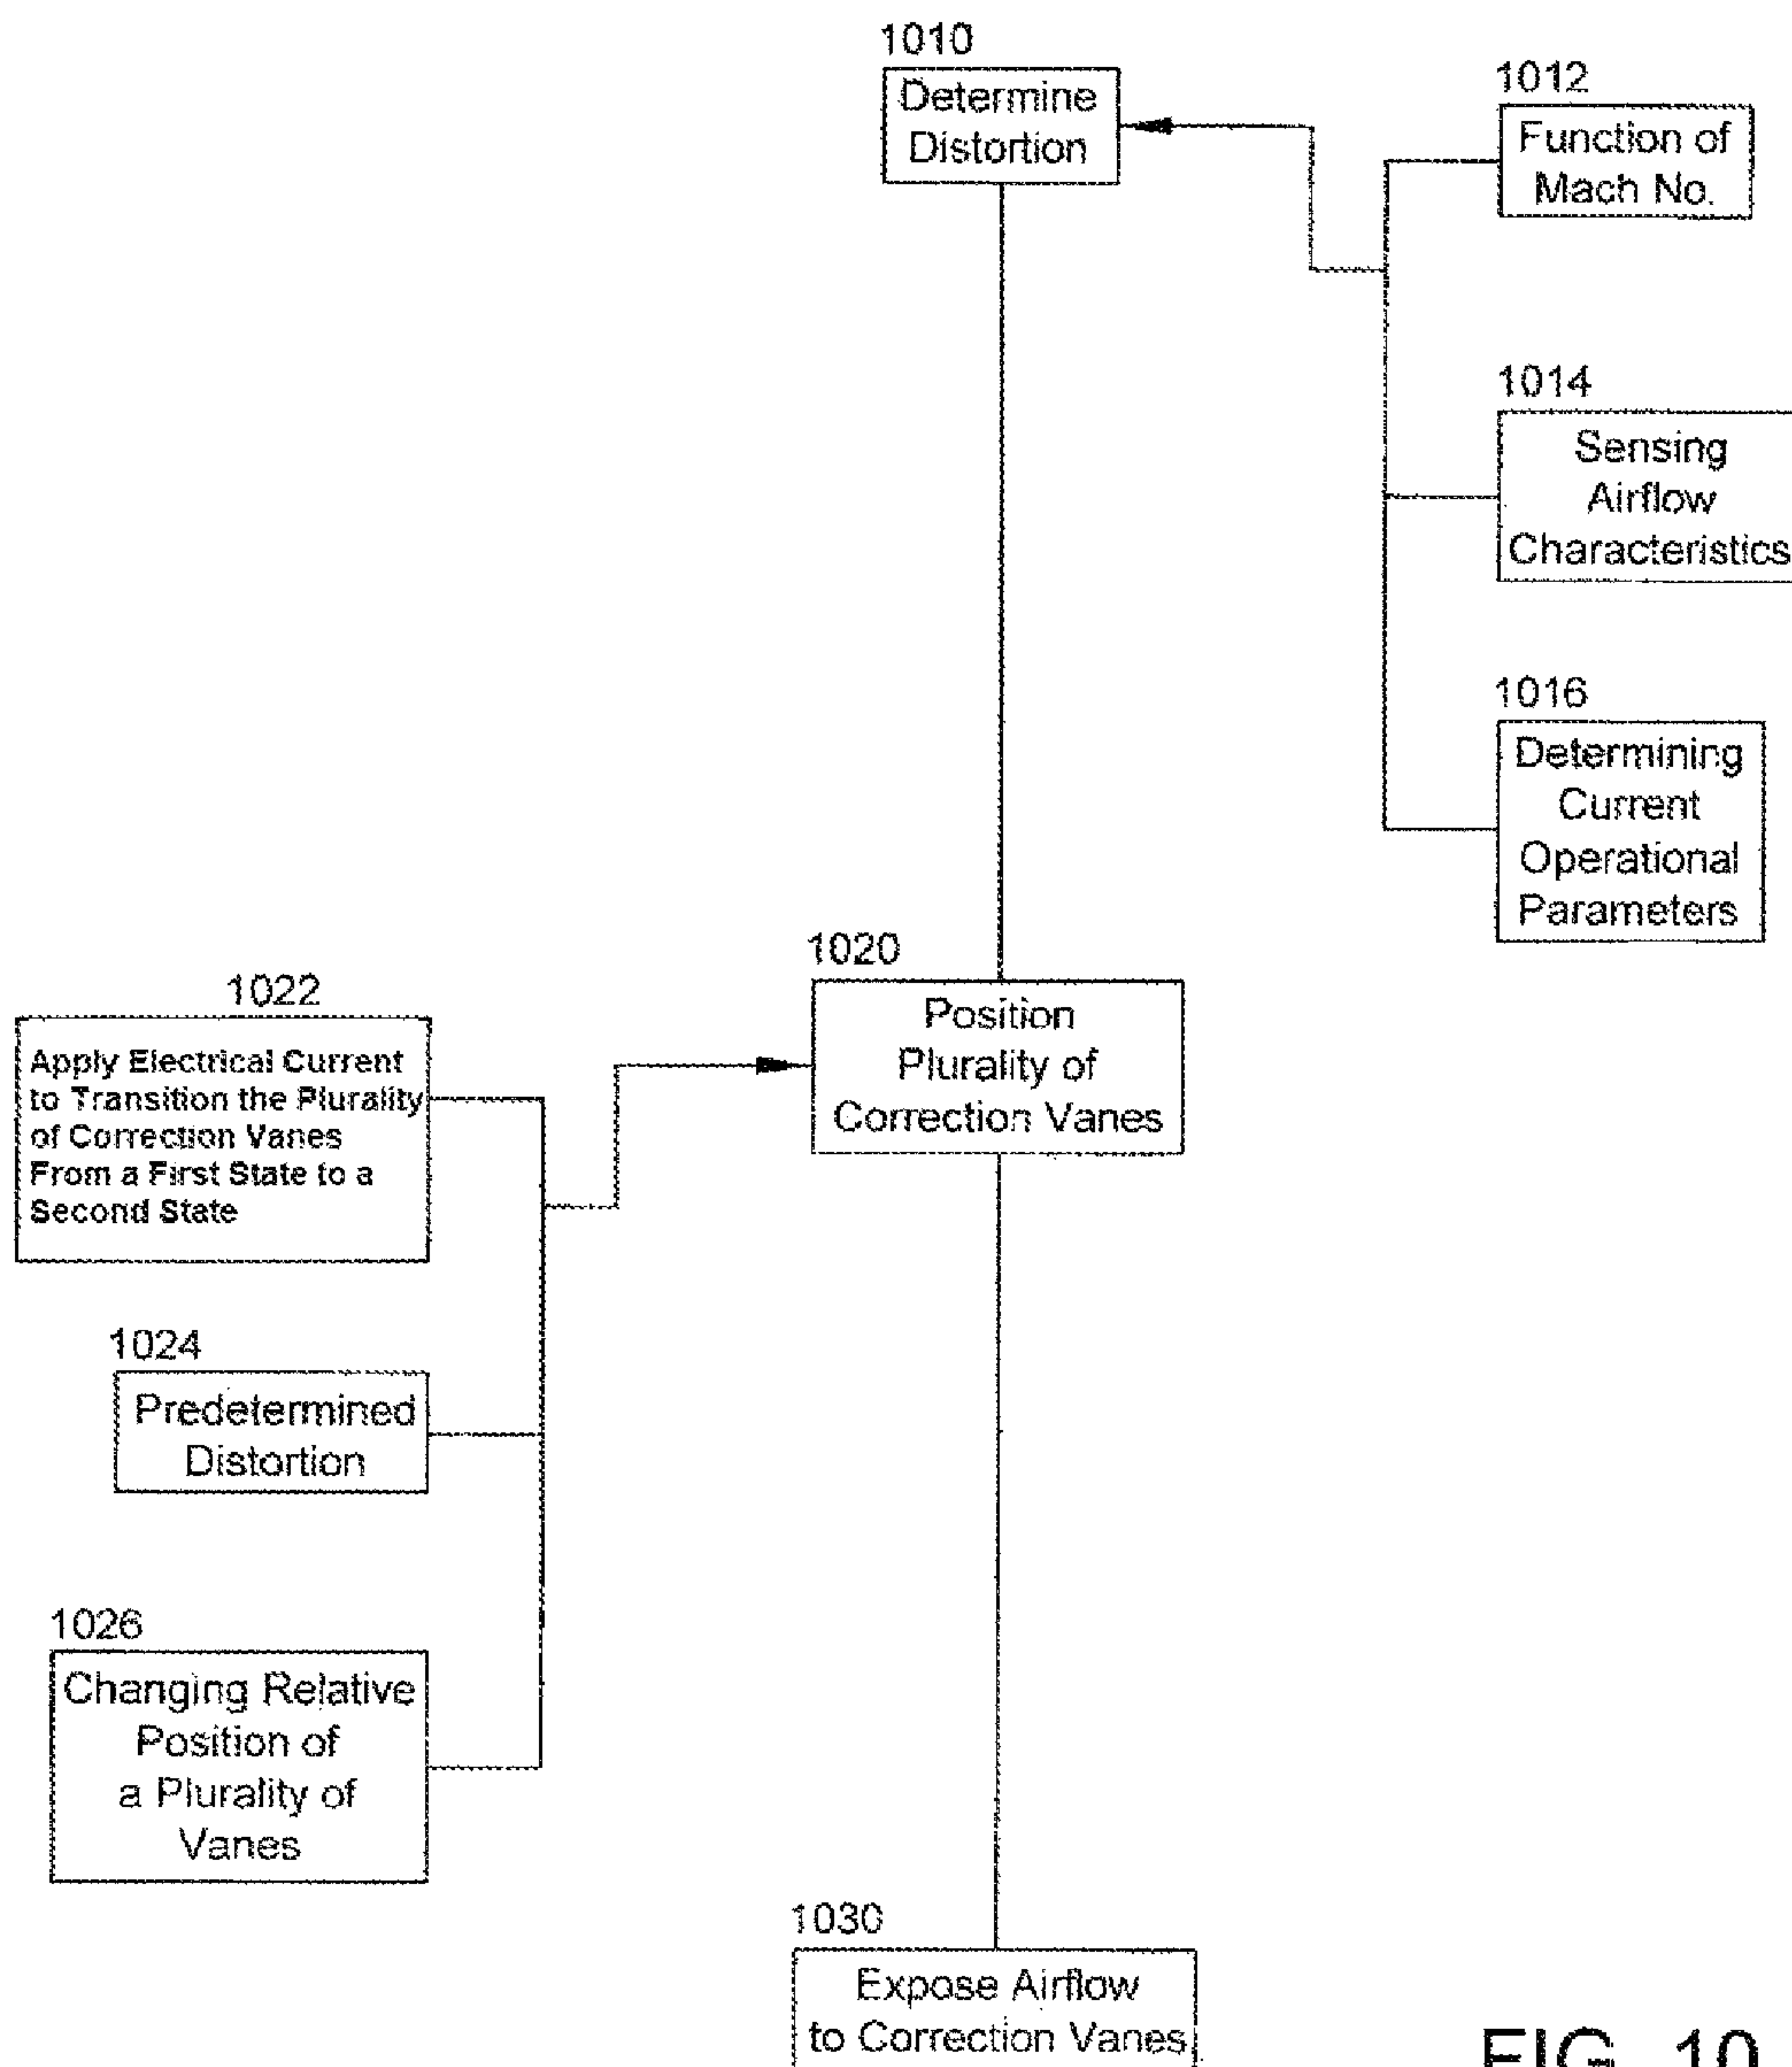 1010
Determine
Distortion
1012
Function of
Mach No.
1014
Sensing
Airflow
Characteristics
1016
Determining
Current
Operational
Parameters
1020
Position
Plurality of
Correction Vanes
1022
Apply Electrical Current
to Transition the Plurality
of Correction Vanes
From a First State to a
Second State
1024
Predetermined
Distortion
1026
Changing Relative
Position of
a Plurality of
Vanes
1030
Expose Airflow
to Correction Vanes
FIG. 10